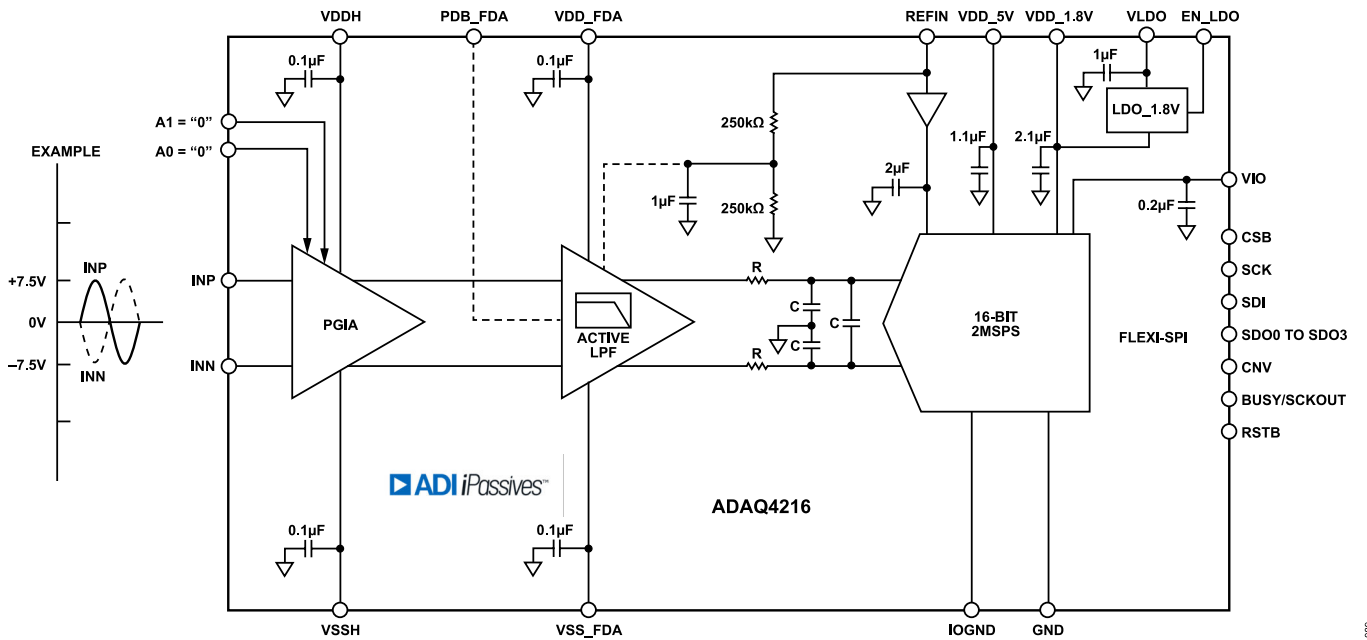 VDDH
PDB_FDA
VDD_FDA
REFIN
VDD_5V
VDD_1.8V
VLDO
EN_LDO
0.1µF
0.1µF
1µF
LDO_1.8V
A1 = “0”
A0 = “0”
250kΩ
1.1µF
2.1µF
EXAMPLE
2µF
VIO
1µF
250kΩ
0.2µF
CSB
SCK
SDI
SDO0 TO SDO3
CNV
BUSY/SCKOUT
RSTB
FLEXI-SPI
+7.5V
0V
–7.5V
INP
INN
INP
INN
PGIA
ACTIVE
LPF
R
R
C
C
C
16-BIT
2MSPS
ADI iPassives™
ADAQ4216
0.1µF
0.1µF
VSSH
VSS_FDA
IOGND
GND